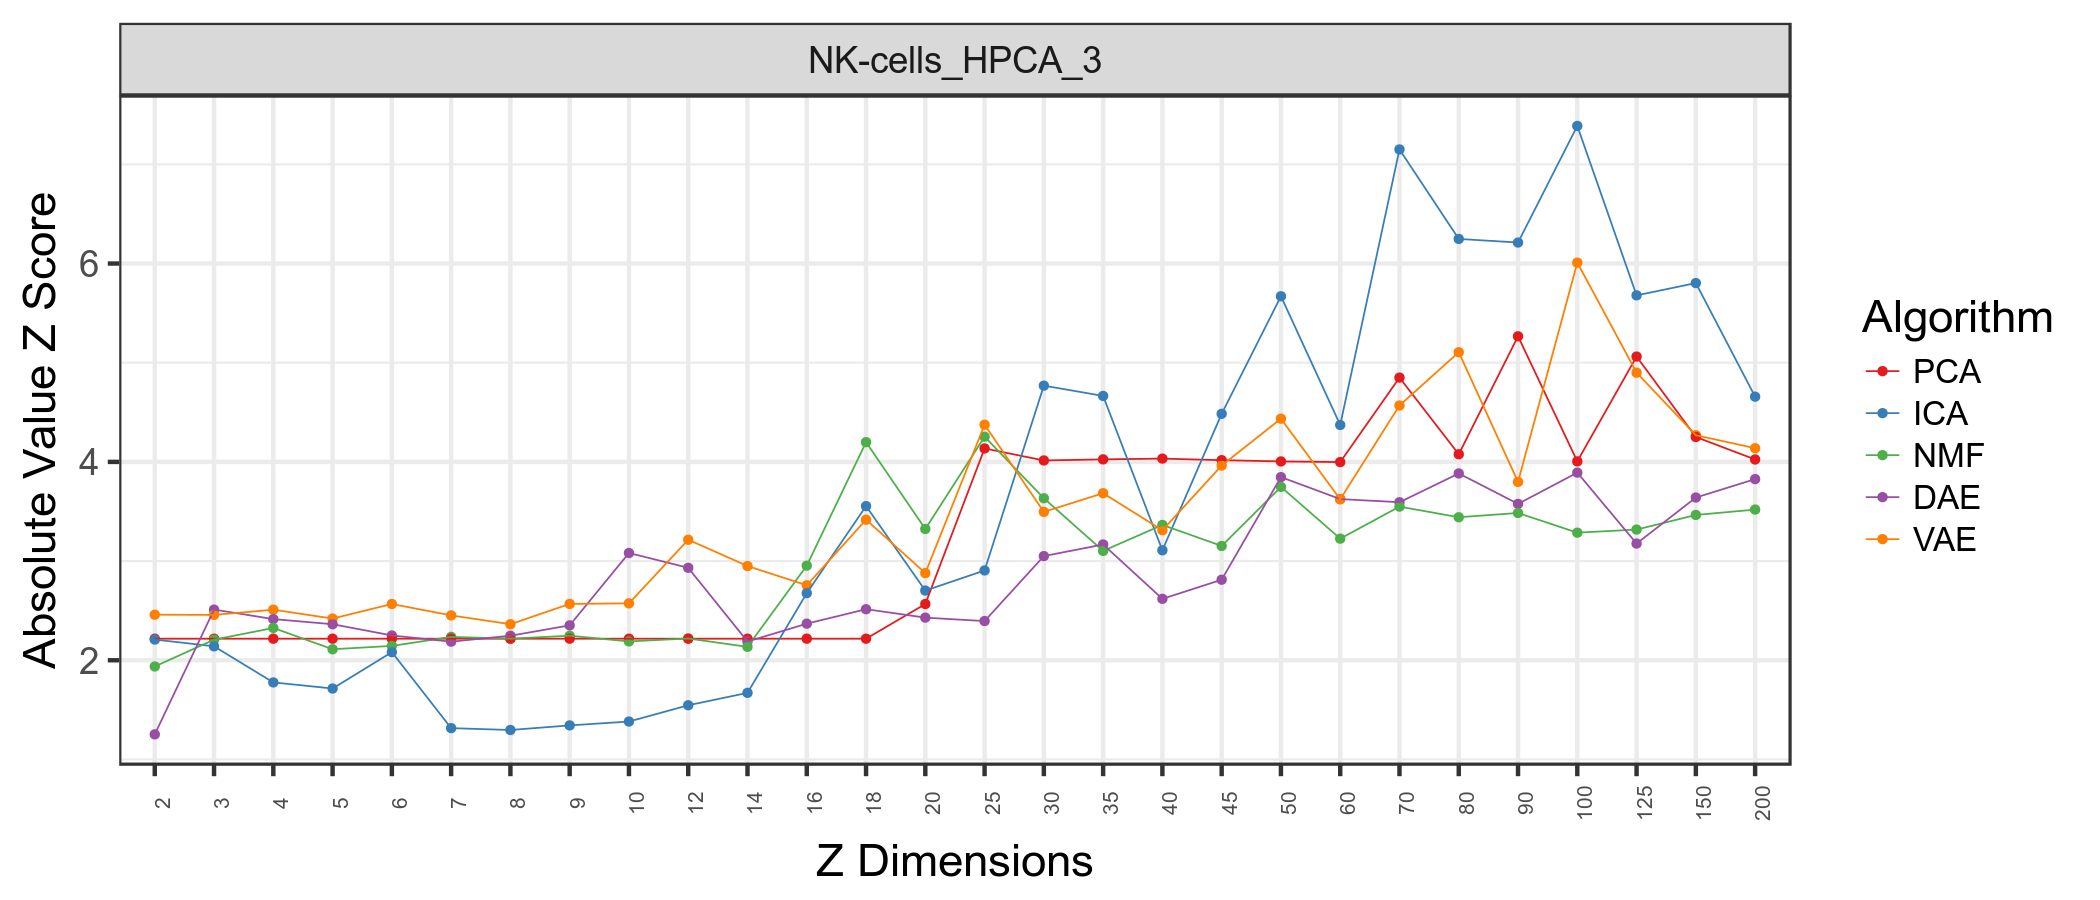 NK-cells_HPCA_3
Absolute Value Z Score
6
4
2
2 3 4 5 6 7 8 9 10 12 14 16 18 20 25 30 35 40 45 50 60 70 80 90 100 125 150 200
Z Dimensions
Algorithm
PCA
ICA
NMF
DAE
VAE